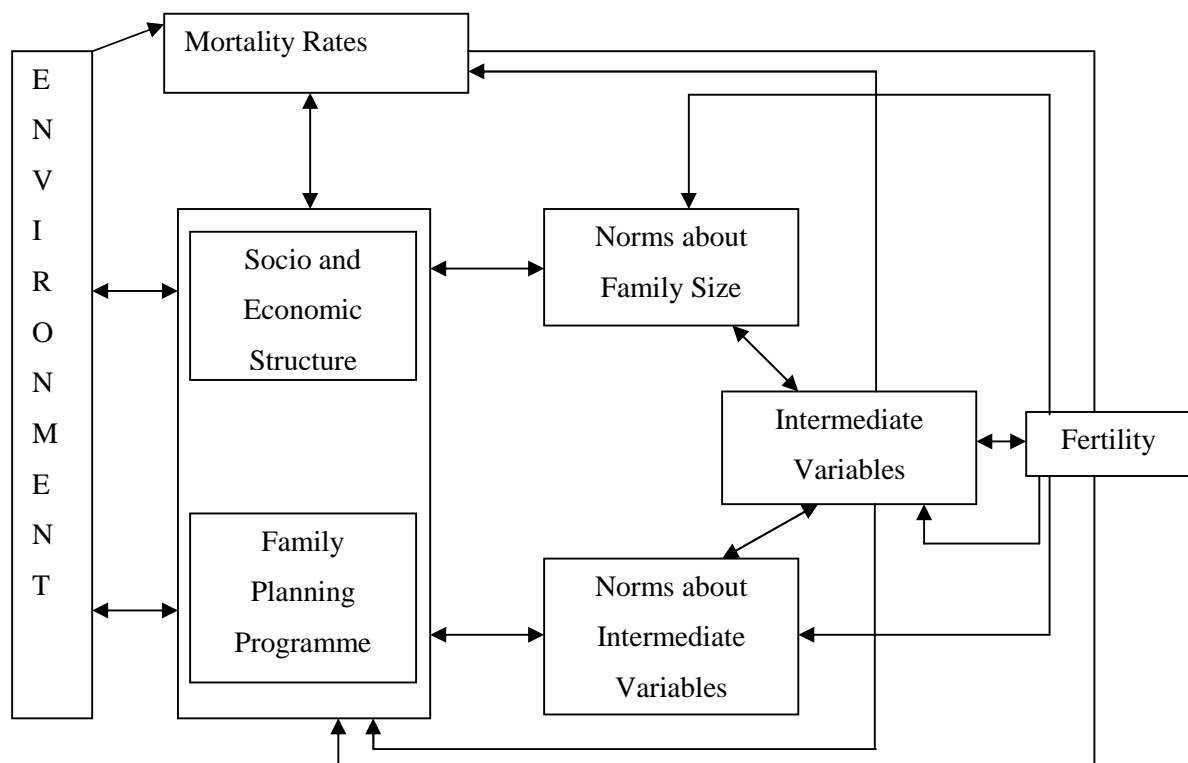 Mortality Rates
E
N
V
I
R
O
N
M
E
N
T
Socio and
Economic
Structure
Norms about
Family Size
Intermediate
Variables
Fertility
Family
Planning
Programme
Norms about
Intermediate
Variables